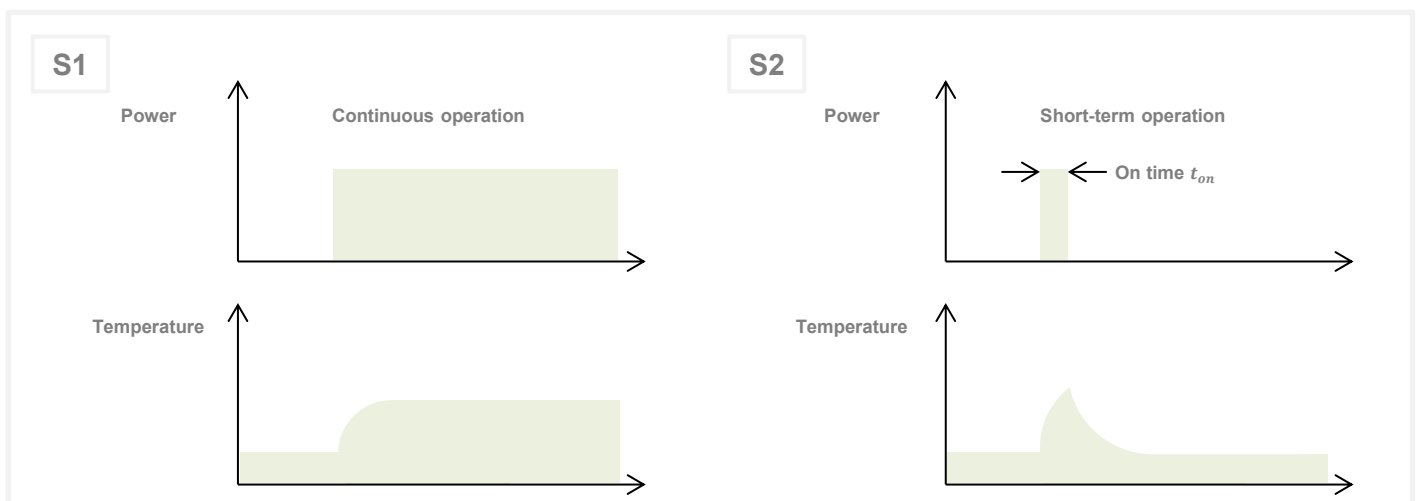 S1
Power
Continuous operation
Temperature
S2
Power
Short-term operation
On time t_on
Temperature